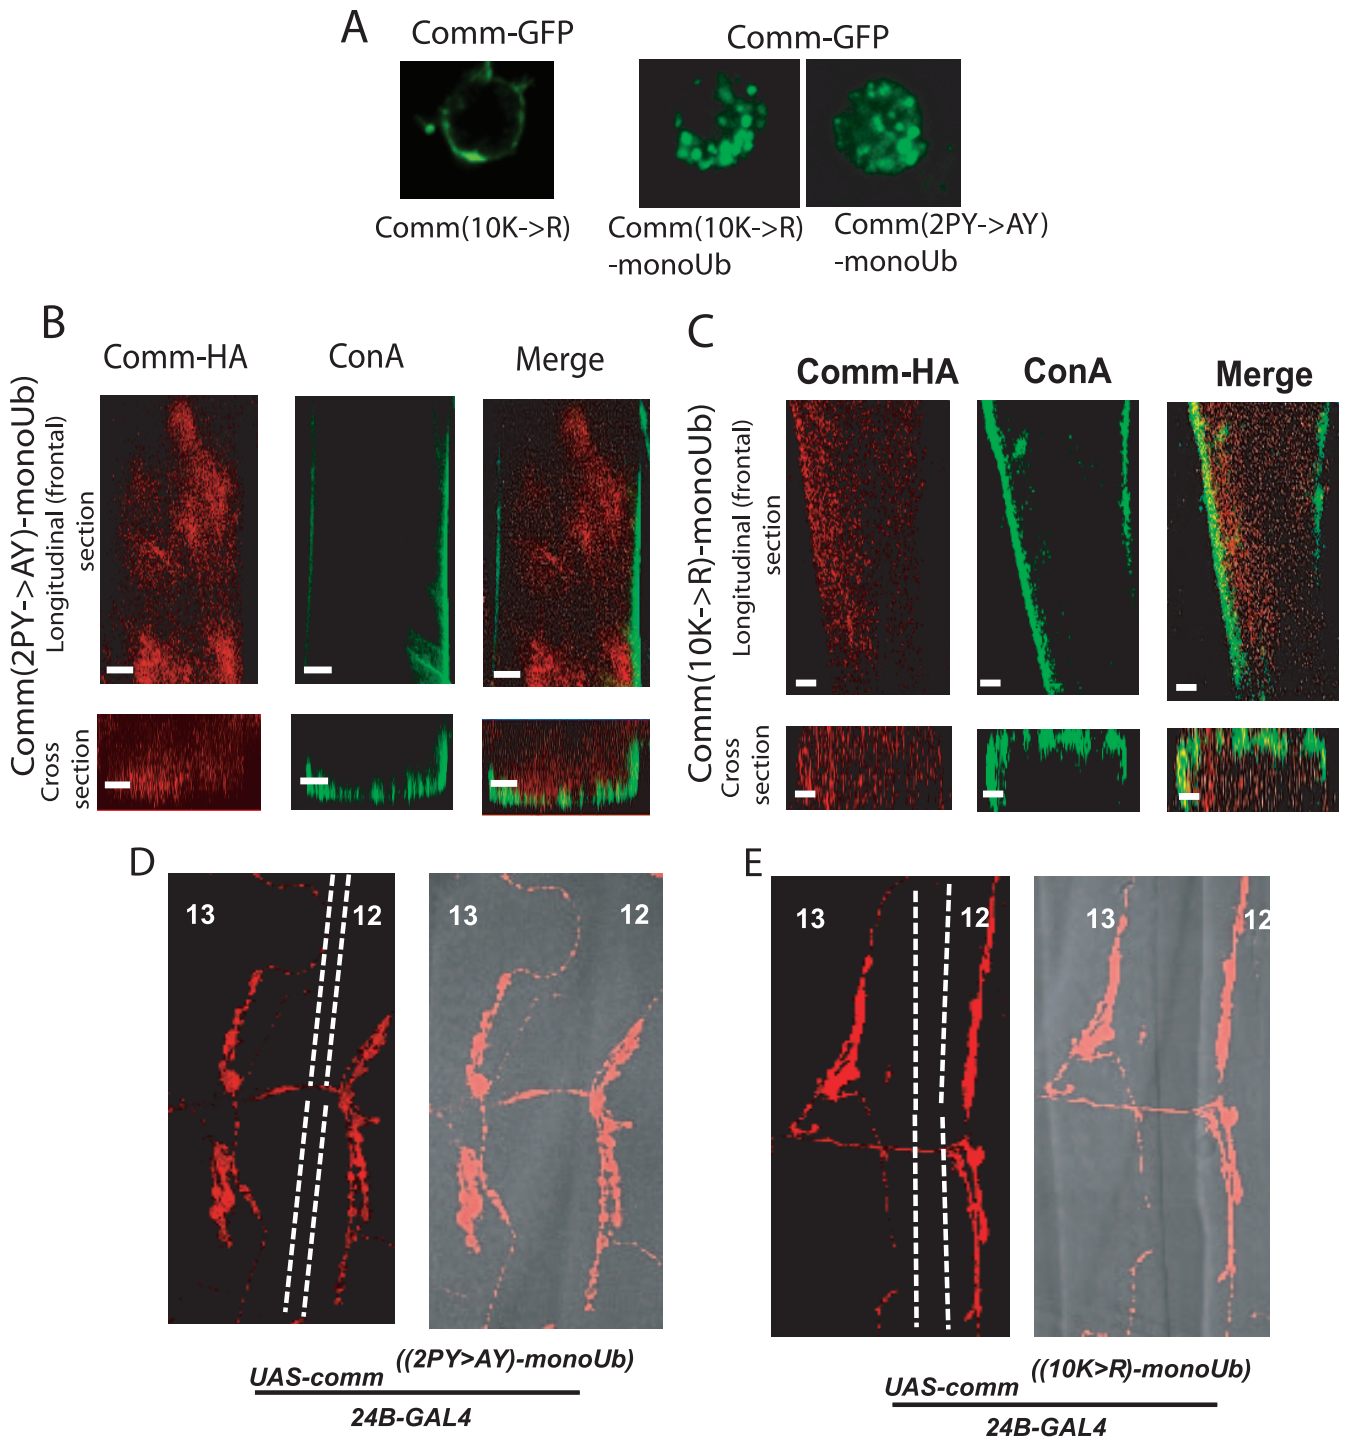 A
Comm-GFP
Comm-GFP
Comm(10K->R)
Comm(10K->R)
-monoUb
Comm(2PY->AY)
-monoUb
B
Comm-HA
ConA
Merge
Comm(2PY->AY)-monoUb)
Longitudinal (frontal)
section
Cross
section
C
Comm-HA
ConA
Merge
Comm(10K->R)-monoUb)
Longitudinal (frontal)
section
Cross
section
D
13
12
13
12
UAS-comm ((2PY>AY)-monoUb)
24B-GAL4
E
13
12
13
12
UAS-comm ((10K>R)-monoUb)
24B-GAL4